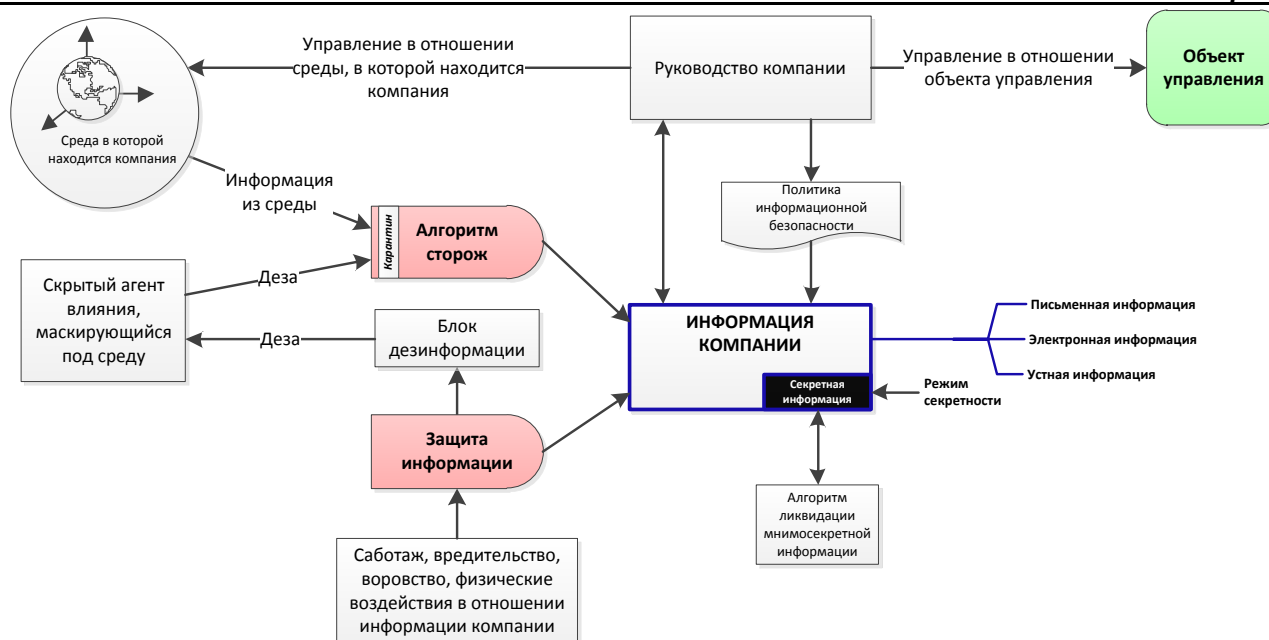 Управление в отношении
среды, в которой находится
компания
Руководство компании
Управление в отношении
объекта управления
Объект
управления
Среда в которой
находится компания
Информация
из среды
Карантин
Алгоритм
сторож
Политика
информационной
безопасности
Скрытый агент
влияния,
маскирующийся
под среду
Деза
Деза
Блок
дезинформации
ИНФОРМАЦИЯ
КОМПАНИИ
Секретная
информация
Письменная информация
Электронная информация
Устная информация
Режим
секретности
Защита
информации
Алгоритм
ликвидации
мнимосекретной
информации
Саботаж, вредительство,
воровство, физические
воздействия в отношении
информации компании